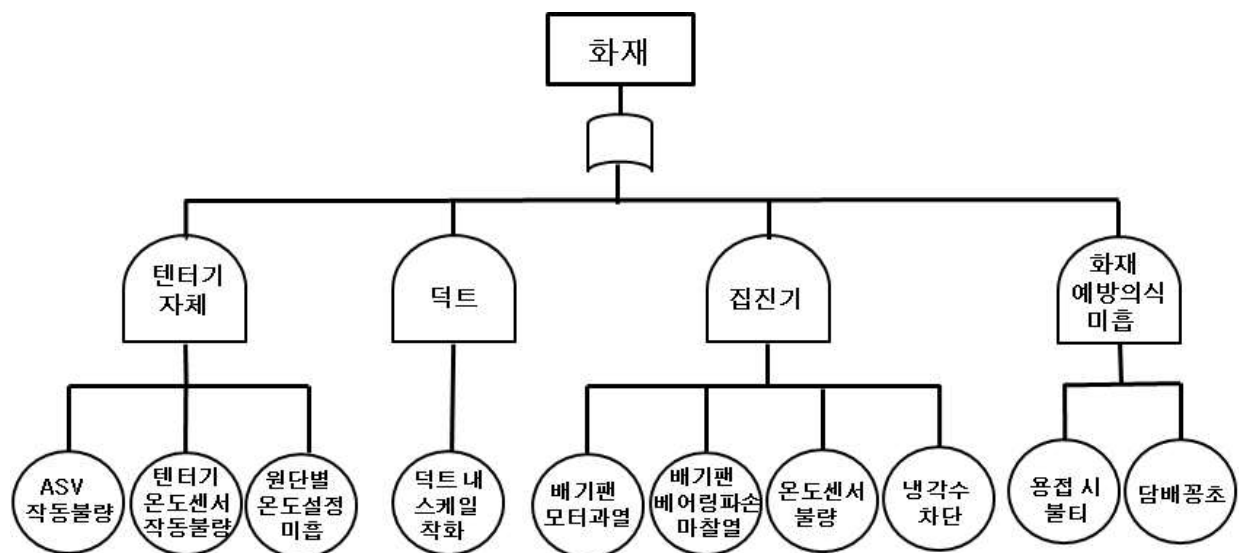 화재
텐터기
자체
덕트
집진기
화재
예방의식
미흡
ASV
작동불량
텐터기
온도센서
작동불량
원단별
온도설정
미흡
덕트 내
스케일
착화
배기팬
모터과열
배기팬
베어링파손
마찰열
온도센서
불량
냉각수
차단
용접 시
불티
담배꽁초